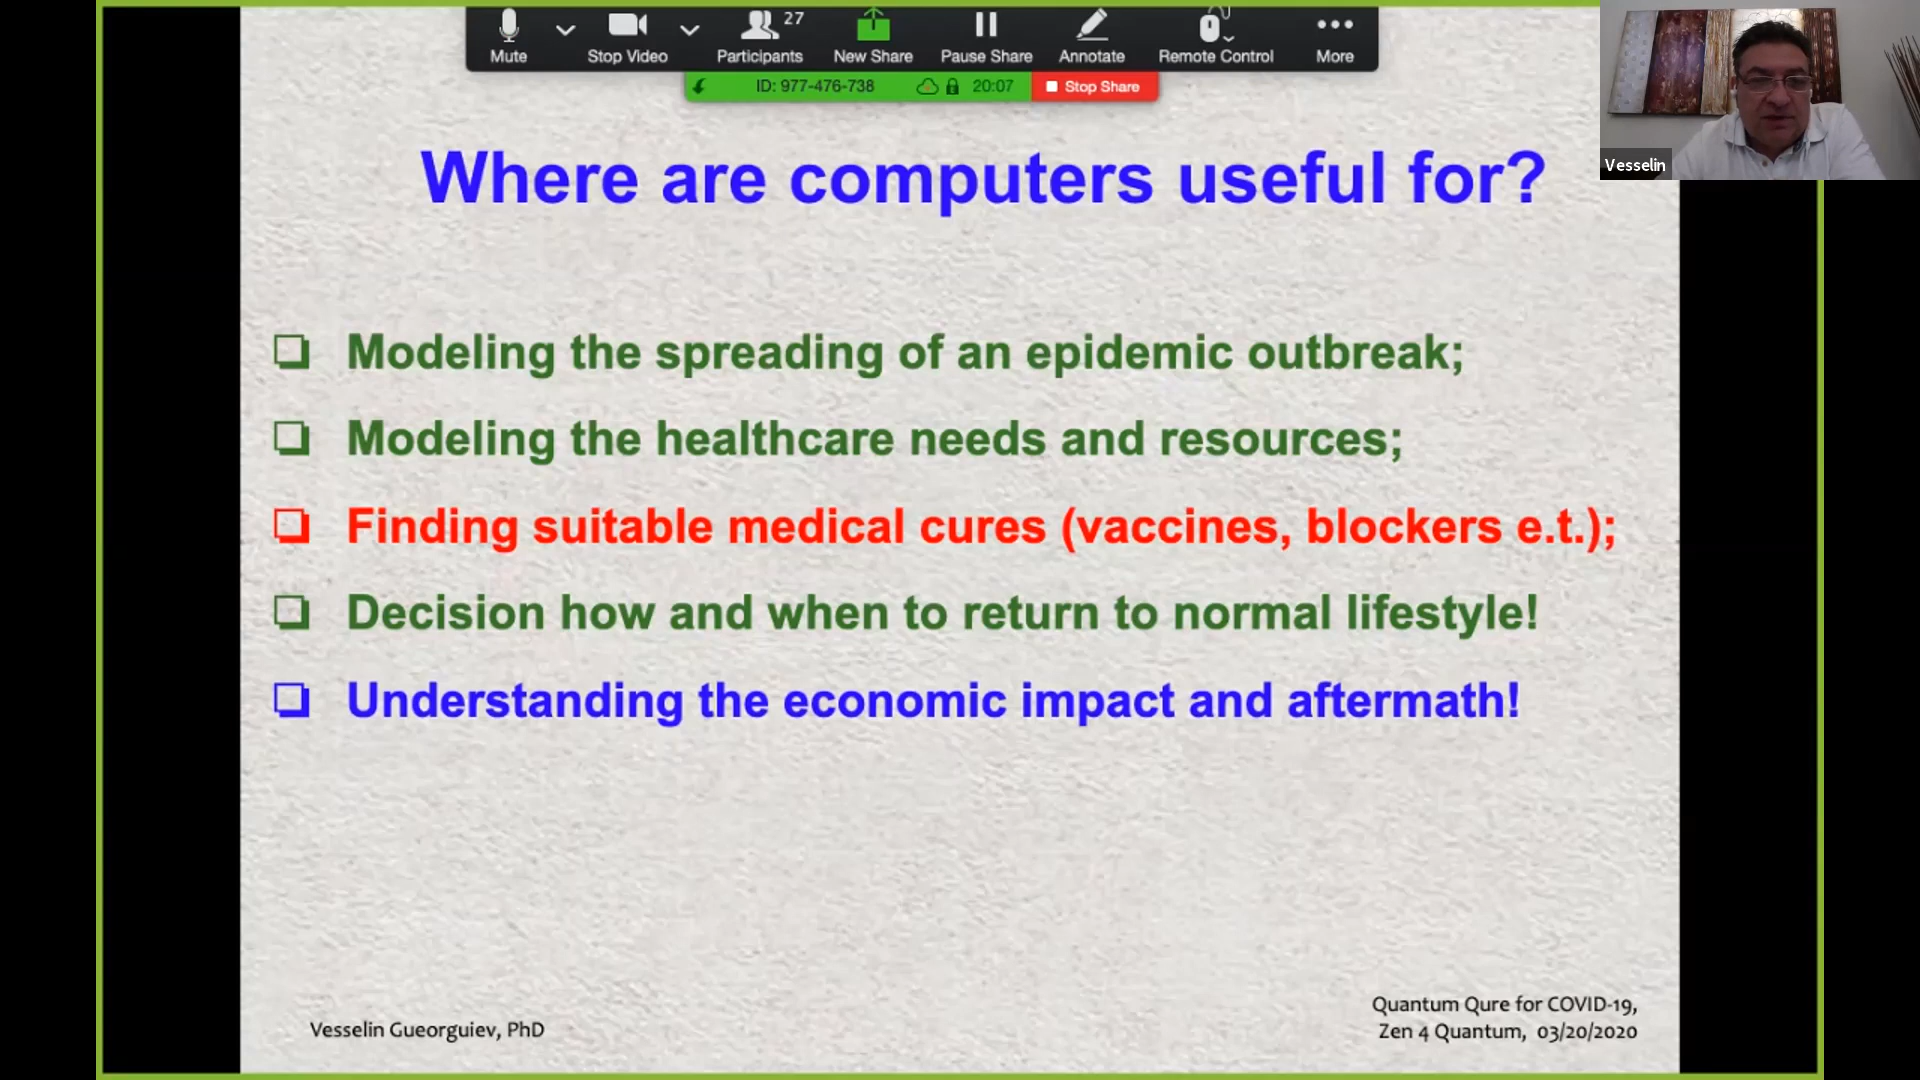 27
Mute
Stop Video
Participants
New Share
Pause Share
Annotate
Remote Control
More
ID: 977-476-738
20:07
Stop Share
Vesselin
Where are computers useful for?
Modeling the spreading of an epidemic outbreak;
Modeling the healthcare needs and resources;
Finding suitable medical cures (vaccines, blockers e.t.);
Decision how and when to return to normal lifestyle!
Understanding the economic impact and aftermath!
Vesselin Gueorguiev, PhD
Quantum Qure for COVID-19,
Zen 4 Quantum, 03/20/2020